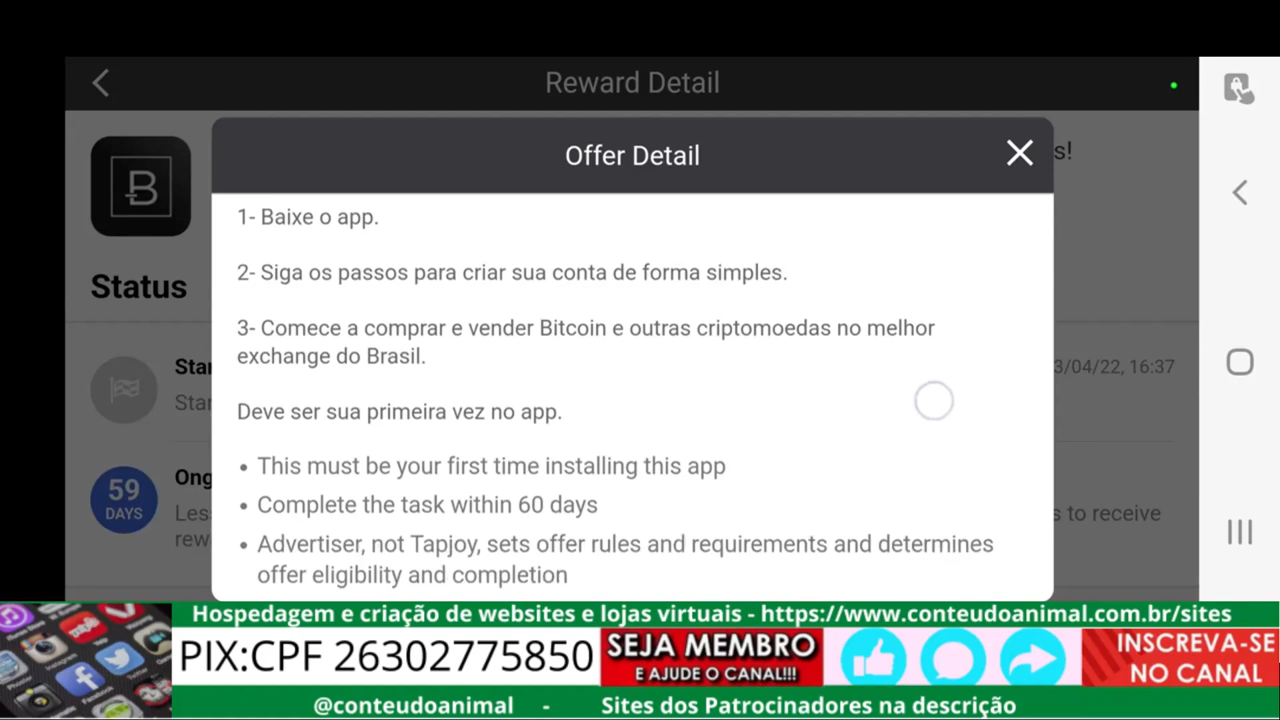 Reward Detail
Offer Detail
s!
1- Baixe o app.
2- Siga os passos para criar sua conta de forma simples.
Status
3- Comece a comprar e vender Bitcoin e outras criptomoedas no melhor
exchange do Brasil.
Star
3/04/22, 16:37
Star
Deve ser sua primeira vez no app.
• This must be your first time installing this app
Ong
59
DAYS
• Complete the task within 60 days
Les
s to receive
rew
• Advertiser, not Tapjoy, sets offer rules and requirements and determines
offer eligibility and completion
Hospedagem e criação de websites e lojas virtuais - https://www.conteudoanimal.com.br/sites
PIX:CPF 26302775850
SEJA MEMBRO
E AJUDE O CANAL!!!
INSCREVA-SE
NO CANAL
@conteudoanimal - Sites dos Patrocinadores na descrição